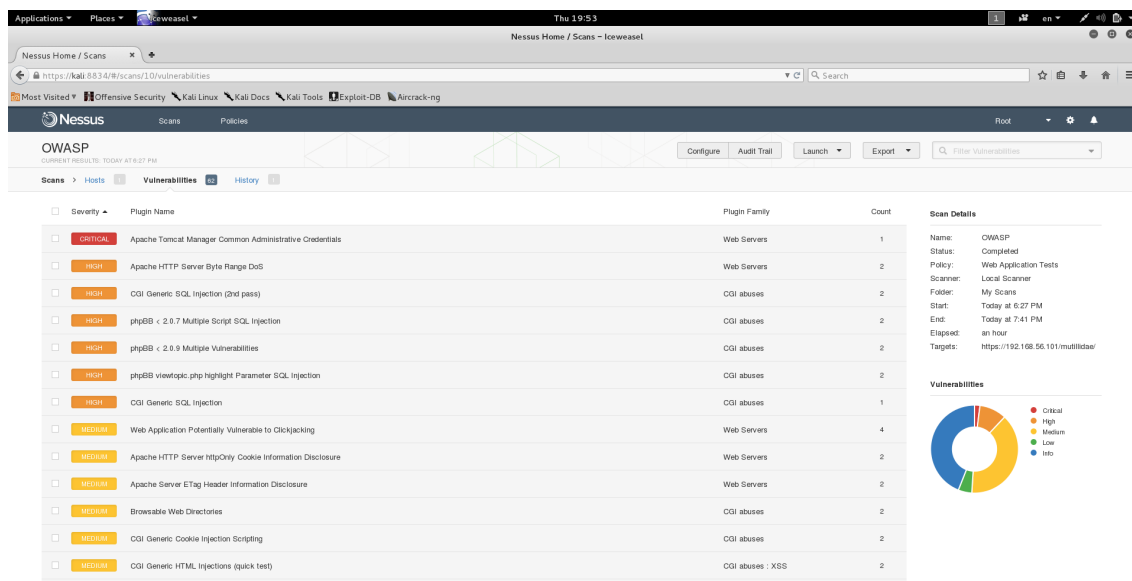 Applications Places Iceweasel Thu 19:53 1 en
Nessus Home / Scans - Iceweasel
Nessus Home / Scans
https://kali:8834/#/scans/10/vulnerabilities Search
Most Visited Offensive Security Kali Linux Kali Docs Kali Tools Exploit-DB Aircrack-ng
Nessus Scans Policies Root
OWASP
CURRENT RESULTS: TODAY AT 6:27 PM
Configure Audit Trail Launch Export Filter Vulnerabilities
Scans > Hosts 1 Vulnerabilities 62 History 1
Severity Plugin Name Plugin Family Count
CRITICAL Apache Tomcat Manager Common Administrative Credentials Web Servers 1
HIGH Apache HTTP Server Byte Range DoS Web Servers 2
HIGH CGI Generic SQL Injection (2nd pass) CGI abuses 2
HIGH phpBB < 2.0.7 Multiple Script SQL Injection CGI abuses 2
HIGH phpBB < 2.0.9 Multiple Vulnerabilities CGI abuses 2
HIGH phpBB viewtopic.php highlight Parameter SQL Injection CGI abuses 2
HIGH CGI Generic SQL Injection CGI abuses 1
MEDIUM Web Application Potentially Vulnerable to Clickjacking Web Servers 4
MEDIUM Apache HTTP Server httpOnly Cookie Information Disclosure Web Servers 2
MEDIUM Apache Server ETag Header Information Disclosure Web Servers 2
MEDIUM Browsable Web Directories CGI abuses 2
MEDIUM CGI Generic Cookie Injection Scripting CGI abuses 2
MEDIUM CGI Generic HTML Injections (quick test) CGI abuses : XSS 2
Scan Details
Name: OWASP
Status: Completed
Policy: Web Application Tests
Scanner: Local Scanner
Folder: My Scans
Start: Today at 6:27 PM
End: Today at 7:41 PM
Elapsed: an hour
Targets: https://192.168.56.101/mutillidae/
Vulnerabilities
Critical
High
Medium
Low
Info